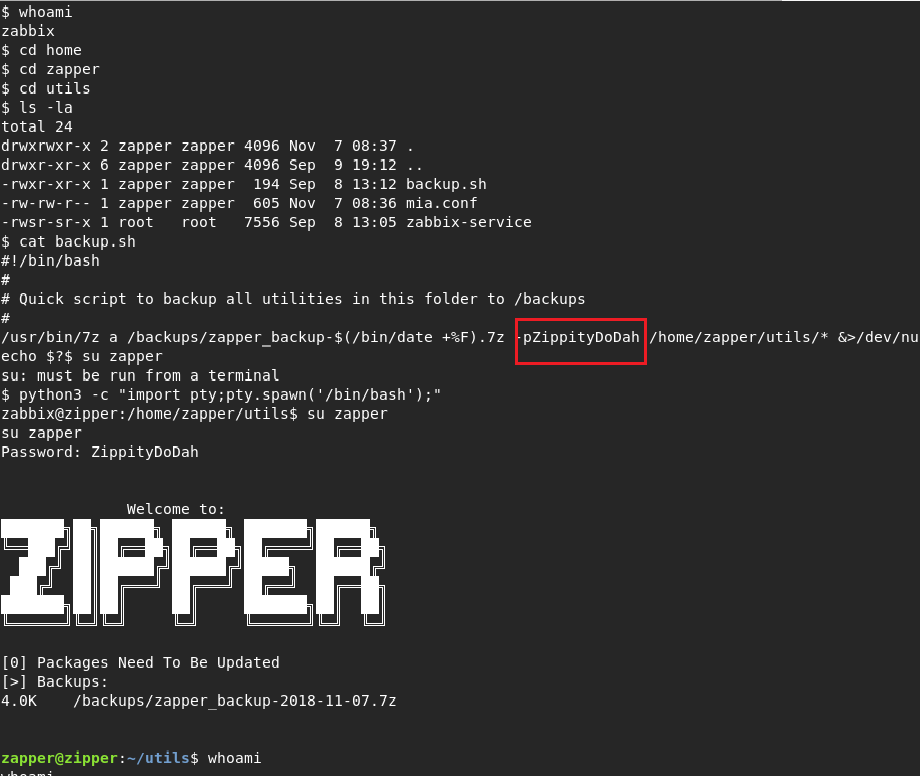 $ whoami
zabbix
$ cd home
$ cd zapper
$ cd utils
$ ls -la
total 24
drwxrwxr-x 2 zapper zapper 4096 Nov  7 08:37 .
drwxr-xr-x 6 zapper zapper 4096 Sep  9 19:12 ..
-rwxr-xr-x 1 zapper zapper  194 Sep  8 13:12 backup.sh
-rw-rw-r-- 1 zapper zapper  605 Nov  7 08:36 mia.conf
-rwsr-sr-x 1 root   root   7556 Sep  8 13:05 zabbix-service
$ cat backup.sh
#!/bin/bash
#
# Quick script to backup all utilities in this folder to /backups
#
/usr/bin/7z a /backups/zapper_backup-$(/bin/date +%F).7z -pZippityDoDah /home/zapper/utils/* &>/dev/nu
echo $?$ su zapper
su: must be run from a terminal
$ python3 -c "import pty;pty.spawn('/bin/bash');"
zabbix@zipper:/home/zapper/utils$ su zapper
su zapper
Password: ZippityDoDah
Welcome to:
ZIPPER
[0] Packages Need To Be Updated
[>] Backups:
4.0K    /backups/zapper_backup-2018-11-07.7z
zapper@zipper:~/utils$ whoami
whoami